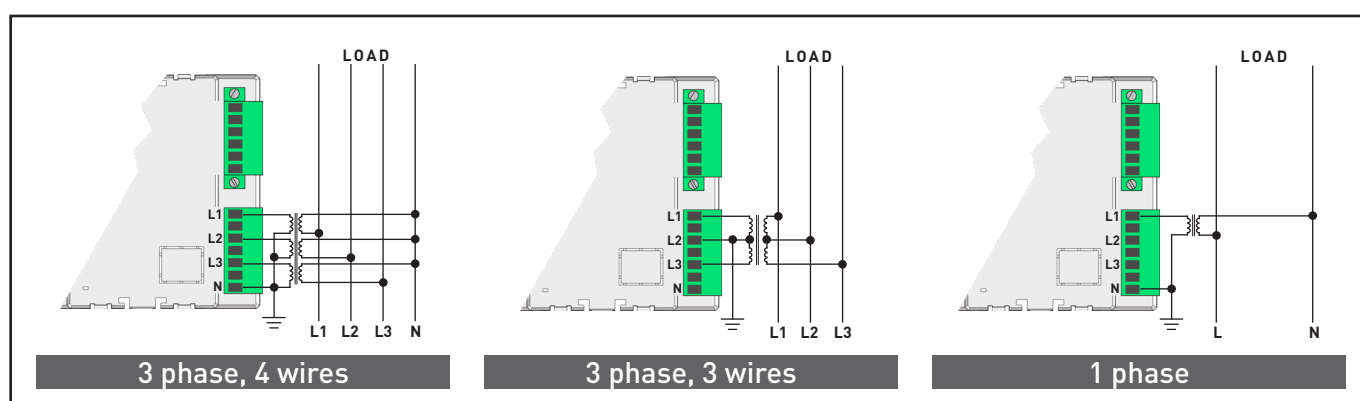 LOAD
L1
L2
L3
N
L1 L2 L3 N
3 phase, 4 wires
LOAD
L1
L2
L3
N
L1 L2 L3
3 phase, 3 wires
LOAD
L1
L2
L3
N
L N
1 phase